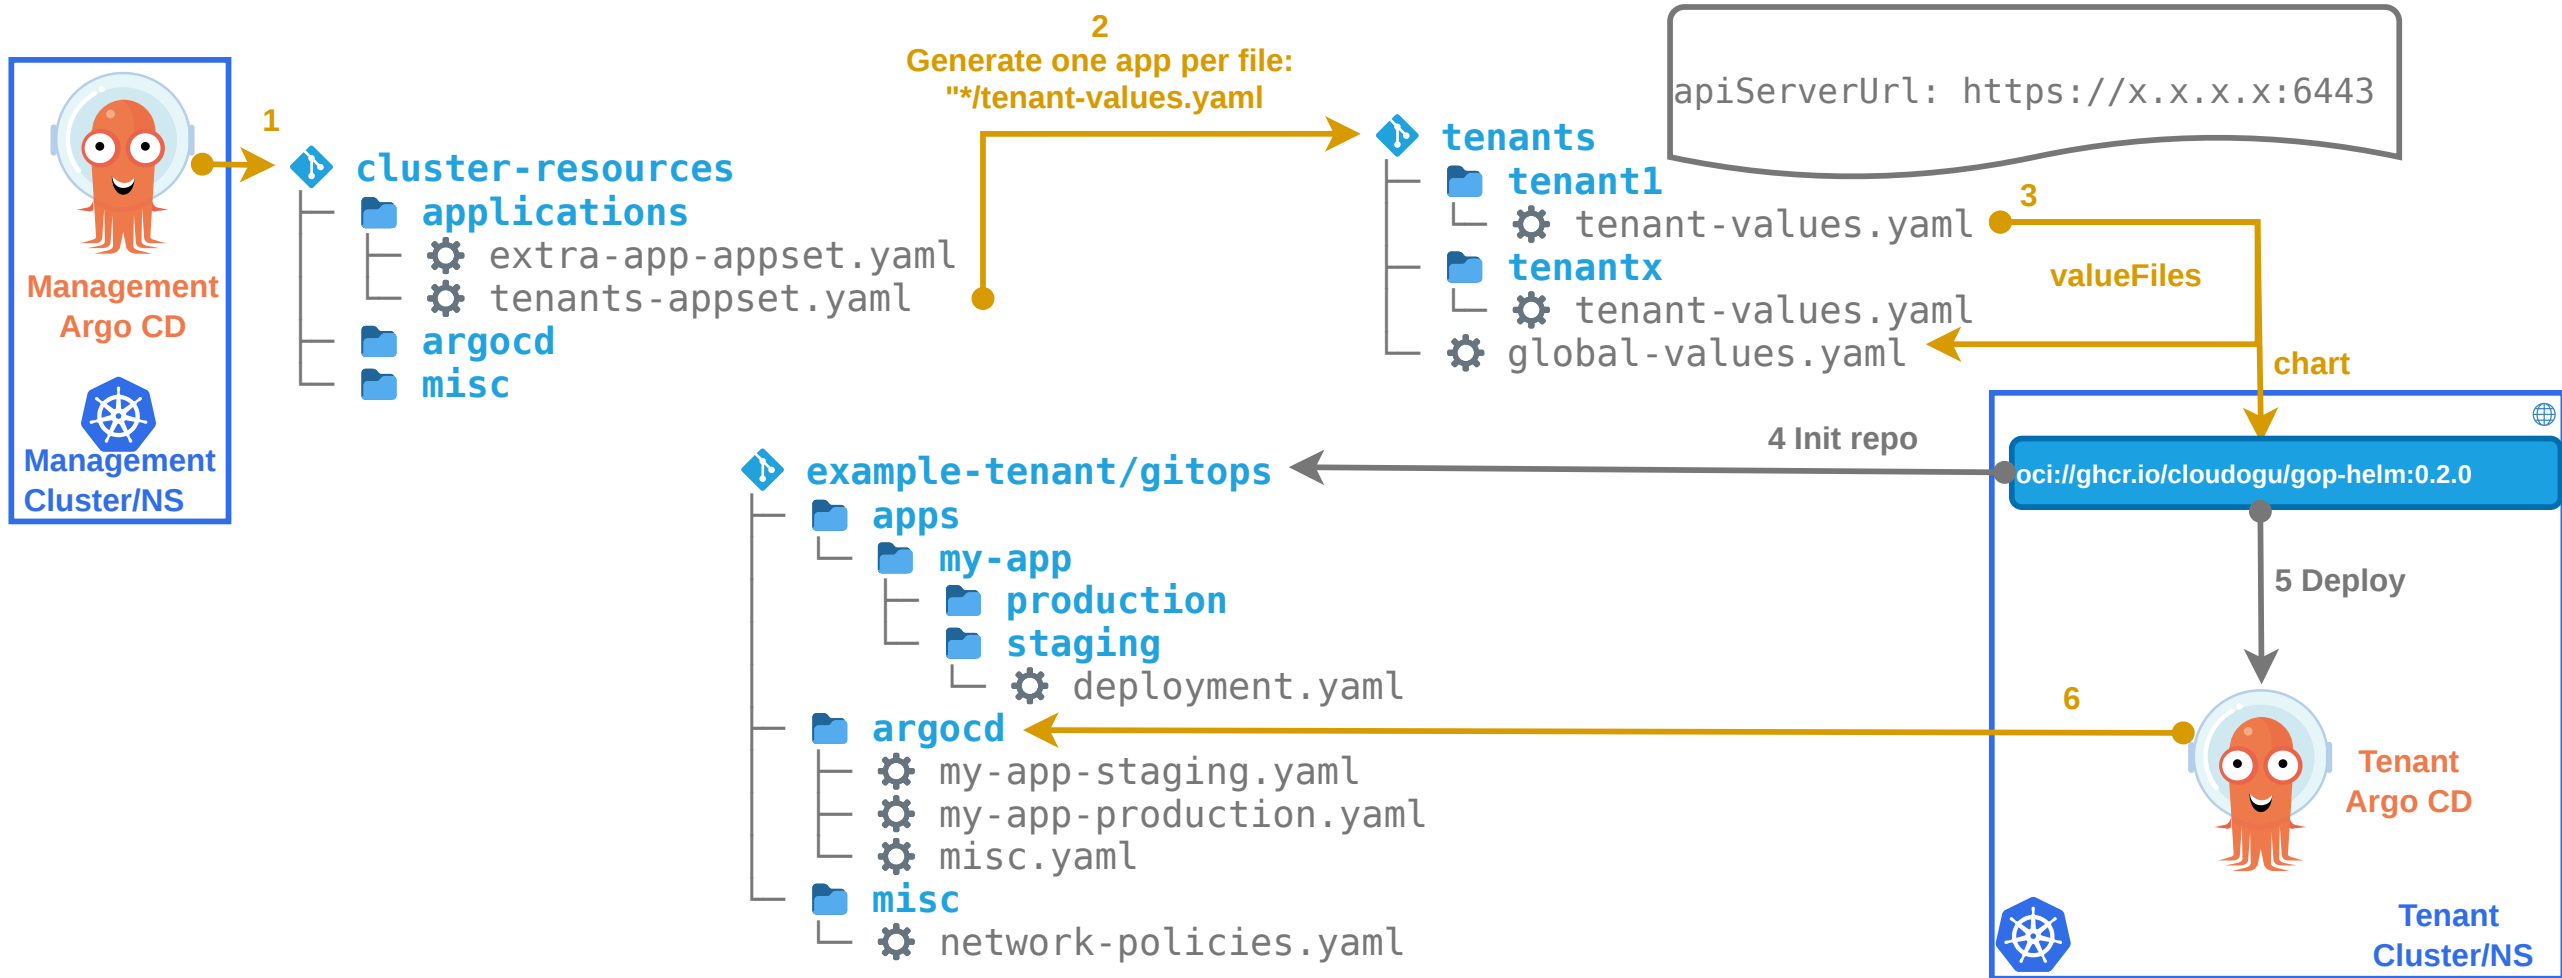 2
Generate one app per file:
"*/tenant-values.yaml
apiServerUrl: https://x.x.x.x:6443
1
cluster-resources
applications
extra-app-appset.yaml
tenants-appset.yaml
argocd
misc
Management
Argo CD
Management
Cluster/NS
tenants
tenant1
tenant-values.yaml
tenantx
tenant-values.yaml
global-values.yaml
3
valueFiles
chart
4 Init repo
oci://ghcr.io/cloudogu/gop-helm:0.2.0
5 Deploy
example-tenant/gitops
apps
my-app
production
staging
deployment.yaml
argocd
my-app-staging.yaml
my-app-production.yaml
misc.yaml
misc
network-policies.yaml
6
Tenant
Argo CD
Tenant
Cluster/NS